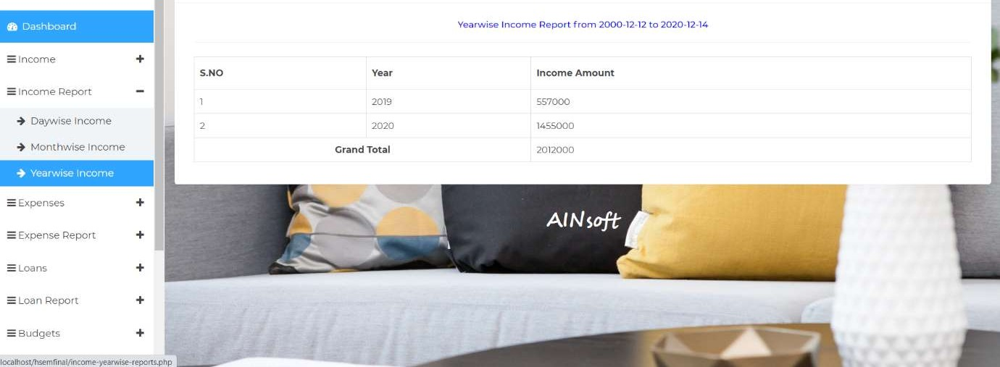 Dashboard
Income
Income Report
Daywise Income
Monthwise Income
Yearwise Income
Expenses
Expense Report
Loans
Loan Report
Budgets
localhost/hsemfinal/income-yearwise-reports.php
Yearwise Income Report from 2000-12-12 to 2020-12-14
S.NO Year Income Amount
1 2019 557000
2 2020 1455000
Grand Total 2012000
AINsoft